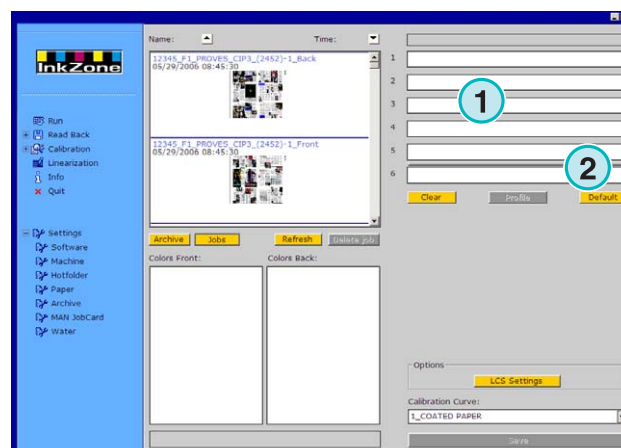 Name: Time:
InkZone
12345_F1_PROVES_CIP3_(2452)-1_Back
05/29/2006 08:45:30
12345_F1_PROVES_CIP3_(2452)-1_Front
05/29/2006 08:45:30
1
2
3
4
5
6
1
2
Run
Read Back
Calibration
Linearization
Info
Quit
Settings
Software
Machine
Hotfolder
Paper
Archive
MAN JobCard
Water
Clear Profile Default
Archive Jobs Refresh Delete job
Colors Front: Colors Back:
Options
LCS Settings
Calibration Curve:
1_COATED PAPER
Save